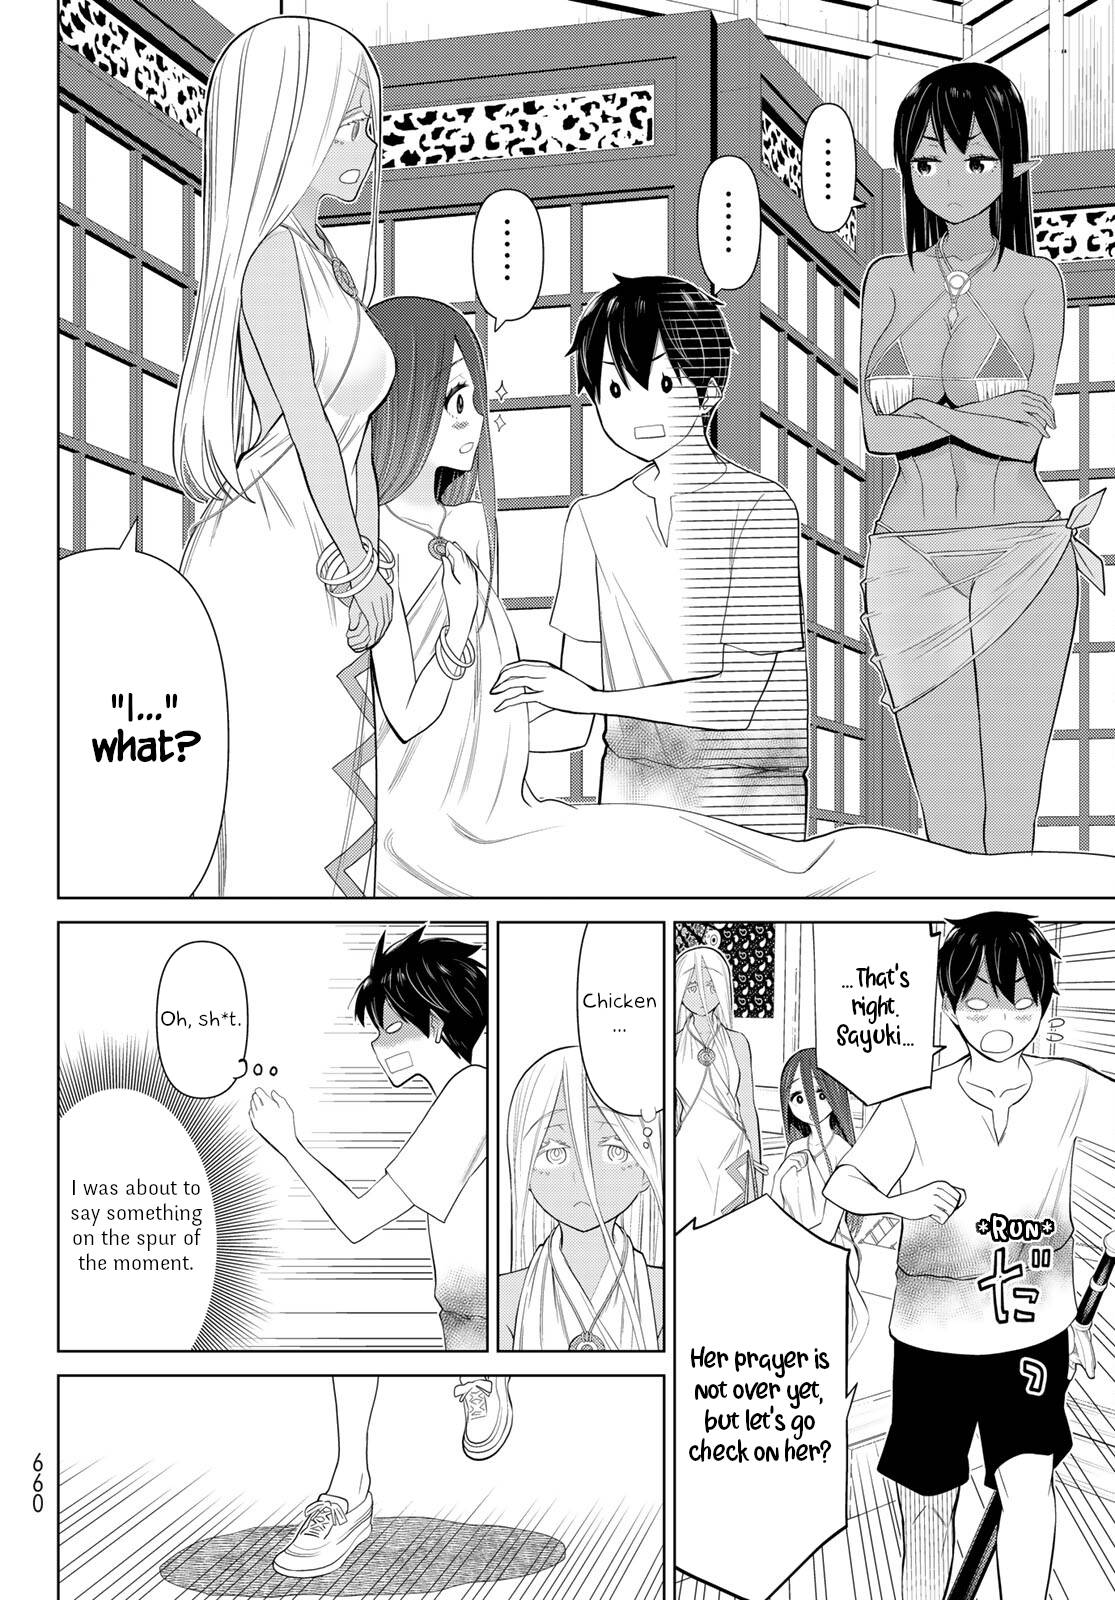 ......
......
"I..."
what?
...That's
right.
Sayuki...
*RUN*
だっ
Her prayer is
not over yet,
but let's go
check on her?
Chicken
...
Oh, sh*t.
I was about to
say something
on the spur of
the moment.
660